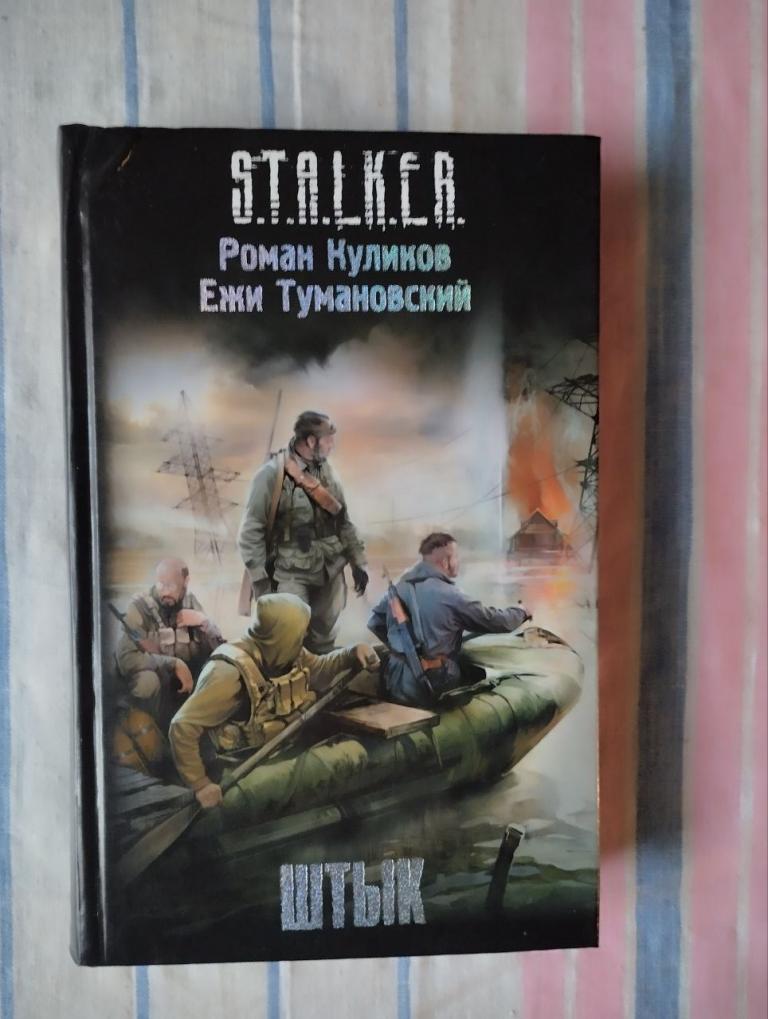 S.T.A.L.K.E.R.
Роман Куликов
Ежи Тумановский
ШТЫК